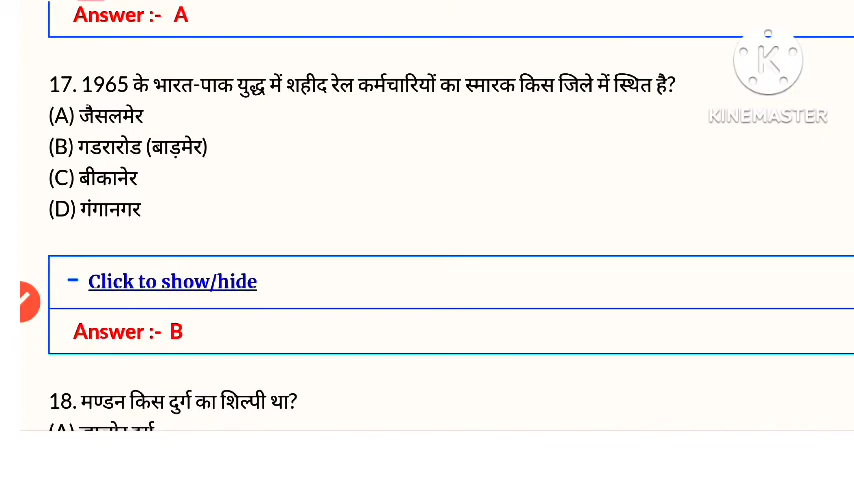 Answer :- A
17. 1965 के भारत-पाक युद्ध में शहीद रेल कर्मचारियों का स्मारक किस जिले में स्थित है?
(A) जैसलमेर
(B) गडरारोड (बाड़मेर)
(C) बीकानेर
(D) गंगानगर
KINEMASTER
− Click to show/hide
Answer :- B
18. मण्डन किस दुर्ग का शिल्पी था?